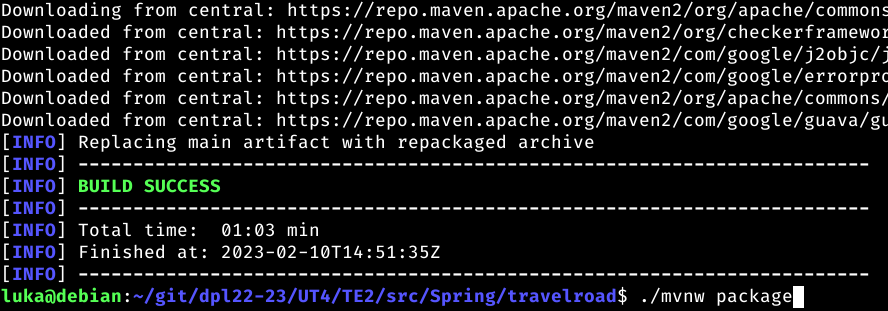 Downloading from central: https://repo.maven.apache.org/maven2/org/apache/commons
Downloaded from central: https://repo.maven.apache.org/maven2/org/checkerframewor
Downloaded from central: https://repo.maven.apache.org/maven2/com/google/j2objc/j
Downloaded from central: https://repo.maven.apache.org/maven2/com/google/errorpro
Downloaded from central: https://repo.maven.apache.org/maven2/org/apache/commons/
Downloaded from central: https://repo.maven.apache.org/maven2/com/google/guava/gu
[INFO] Replacing main artifact with repackaged archive
[INFO] ------------------------------------------------------------------------
[INFO] BUILD SUCCESS
[INFO] ------------------------------------------------------------------------
[INFO] Total time:  01:03 min
[INFO] Finished at: 2023-02-10T14:51:35Z
[INFO] ------------------------------------------------------------------------
luka@debian:~/git/dpl22-23/UT4/TE2/src/Spring/travelroad$ ./mvnw package